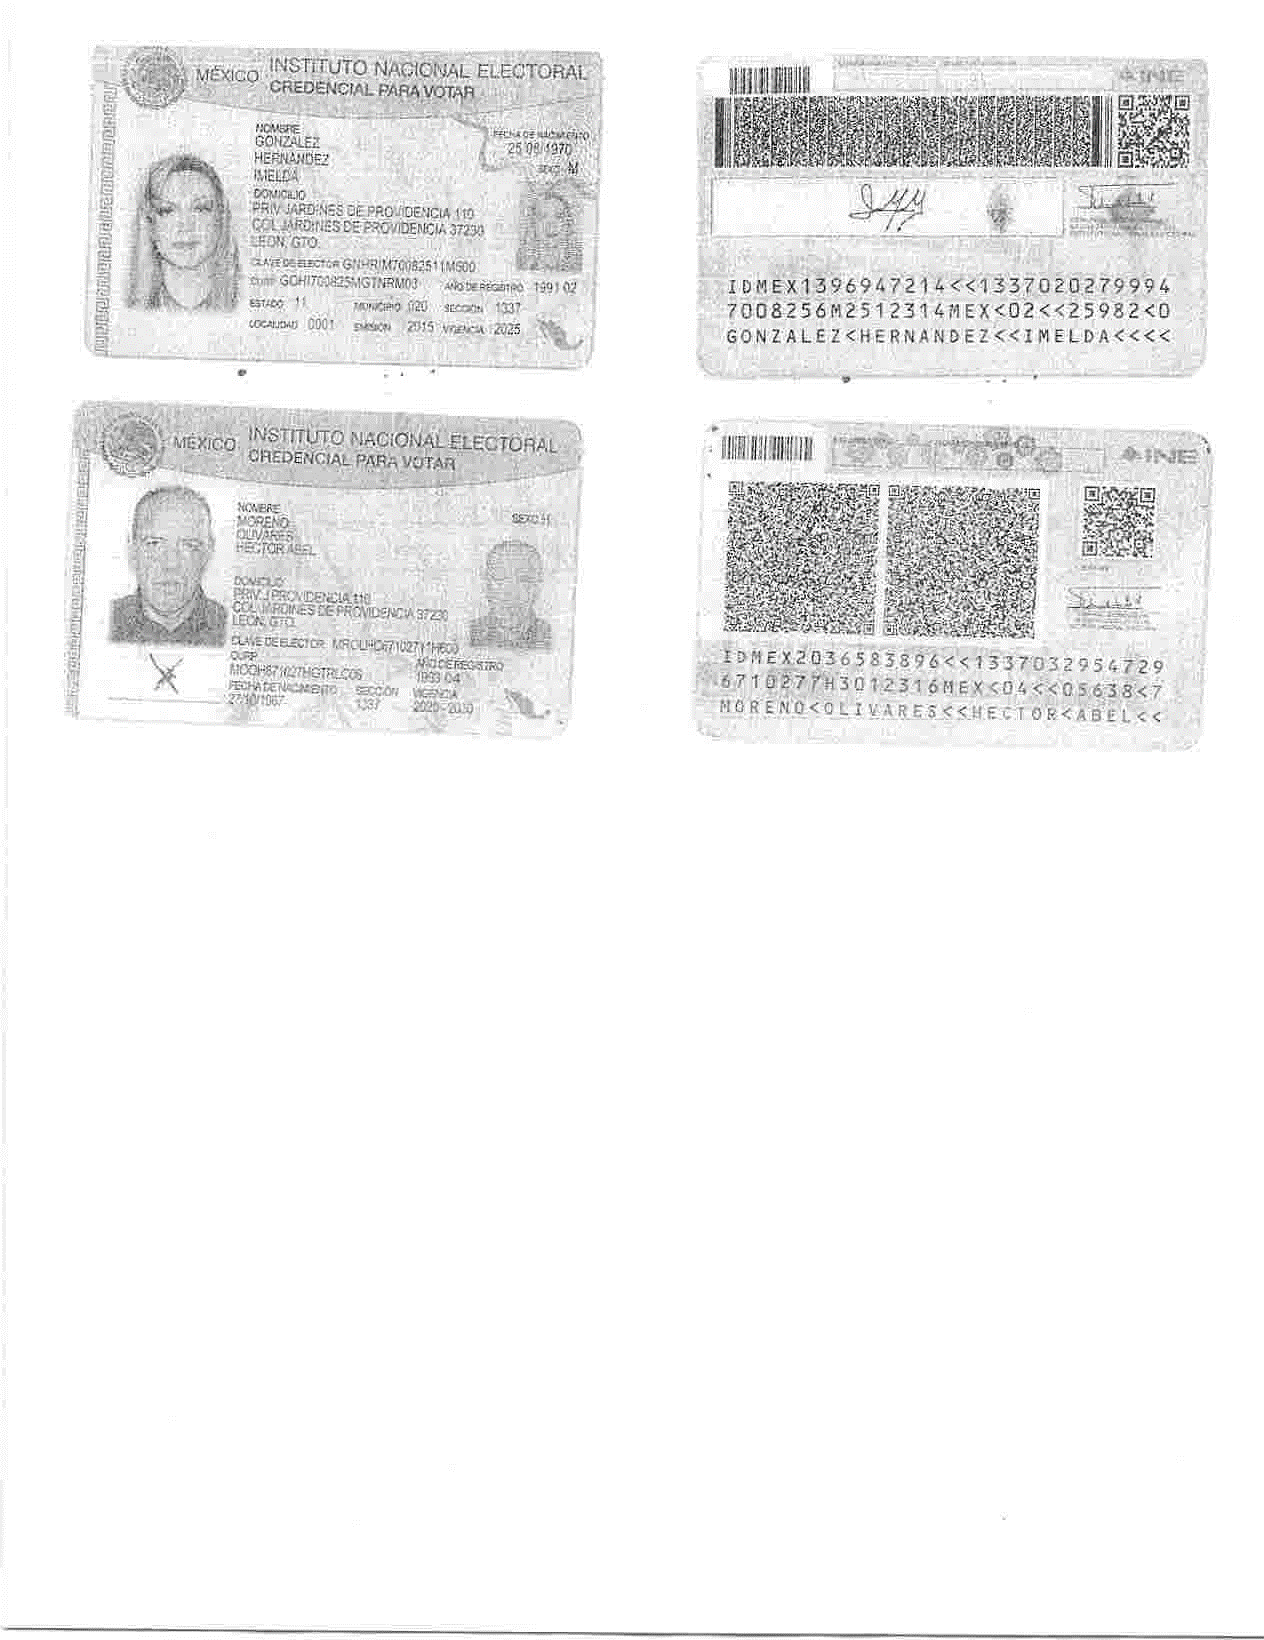 MÉXICO INSTITUTO NACIONAL ELECTORAL
CREDENCIAL PARA VOTAR
NOMBRE
GONZALEZ
HERNANDEZ
IMELDA
FECHA DE NACIMIENTO
25/08/1970
SEXO M
DOMICILIO
PRIV JARDINES DE PROVIDENCIA 110
COL JARDINES DE PROVIDENCIA 37230
LEON, GTO.
CLAVE DE ELECTOR GNHRIM70082511M500
CURP GOHI700825MGTNRM03 AÑO DE REGISTRO 1991 02
ESTADO 11 MUNICIPIO 020 SECCIÓN 1337
LOCALIDAD 0001 EMISIÓN 2015 VIGENCIA 2025
INE
IDMEX1396947214<<1337020279994
7008256M2512314MEX<02<<25982<0
GONZALEZ<HERNANDEZ<<IMELDA<<<<
MÉXICO INSTITUTO NACIONAL ELECTORAL
CREDENCIAL PARA VOTAR
NOMBRE
MORENO
OLIVARES
HECTOR ABEL
SEXO H
DOMICILIO
PRIV J PROVIDENCIA 110
COL JARDINES DE PROVIDENCIA 37230
LEON, GTO.
CLAVE DE ELECTOR MROLHC67102711H600
CURP
MOOH671027HGTRLC06
AÑO DE REGISTRO
1993 04
FECHA DE NACIMIENTO
27/10/1967
SECCIÓN
1337
VIGENCIA
2020 - 2030
INE
IDMEX2036583896<<1337032954729
6710277H3012316MEX<04<<05638<7
MORENO<OLIVARES<<HECTOR<ABEL<<